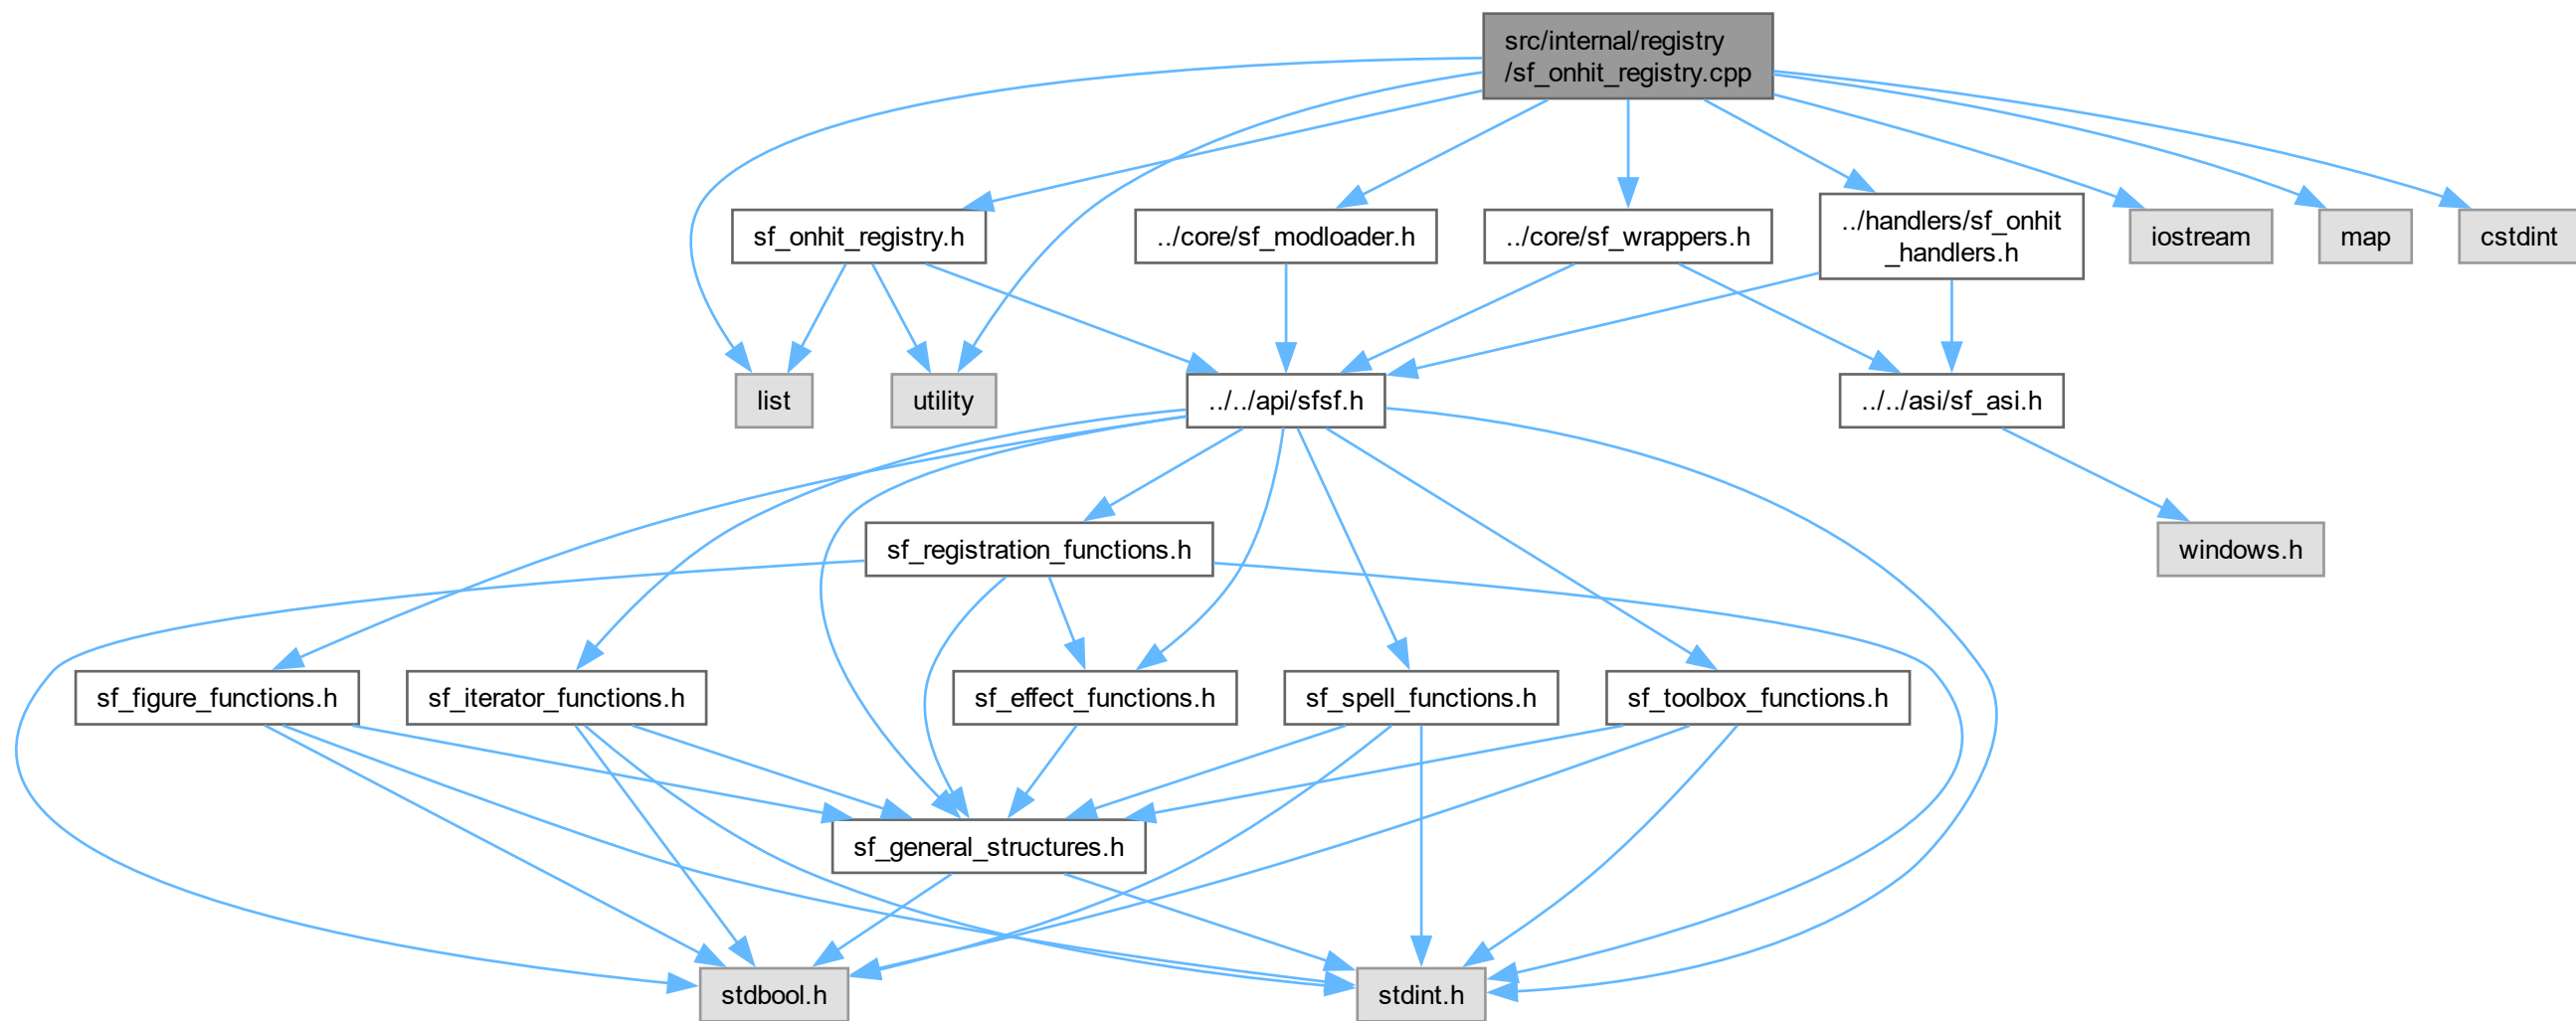 src/internal/registry
/sf_onhit_registry.cpp
sf_onhit_registry.h
../core/sf_modloader.h
../core/sf_wrappers.h
../handlers/sf_onhit
_handlers.h
iostream
map
cstdint
list
utility
../../api/sfsf.h
../../asi/sf_asi.h
sf_registration_functions.h
windows.h
sf_figure_functions.h
sf_iterator_functions.h
sf_effect_functions.h
sf_spell_functions.h
sf_toolbox_functions.h
sf_general_structures.h
stdbool.h
stdint.h